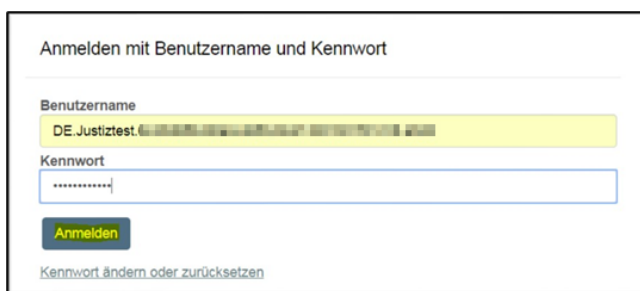 Anmelden mit Benutzername und Kennwort
Benutzername
DE.Justiztest.
Kennwort
••••••••••••
Anmelden
Kennwort ändern oder zurücksetzen